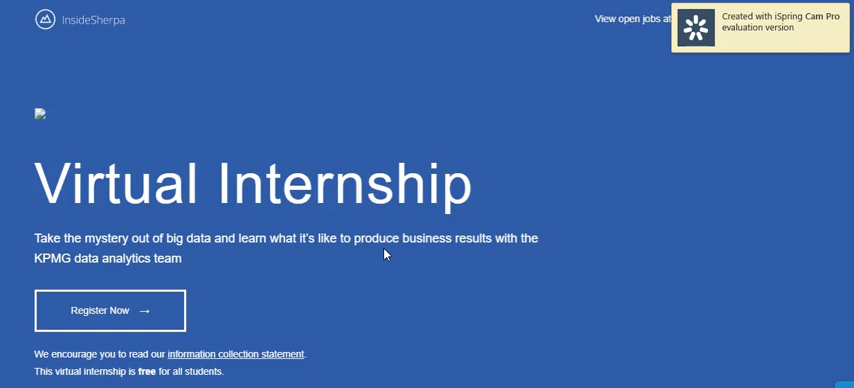 InsideSherpa
View open jobs at
Created with iSpring Cam Pro
evaluation version
Virtual Internship
Take the mystery out of big data and learn what it's like to produce business results with the
KPMG data analytics team
Register Now →
We encourage you to read our information collection statement.
This virtual internship is free for all students.